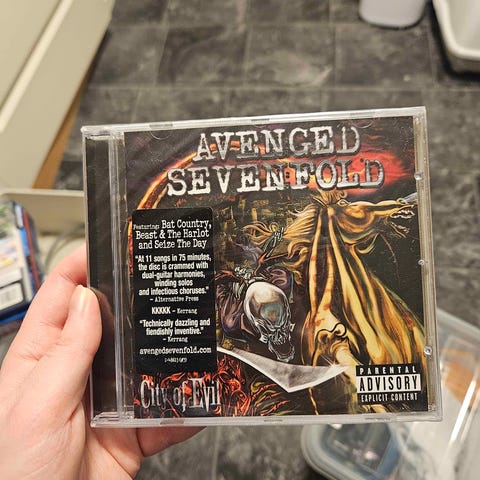 AVENGED
SEVENFOLD
Featuring: Bat Country,
Beast & The Harlot
and Seize The Day
"At 11 songs in 75 minutes,
the disc is crammed with
dual-guitar harmonies,
winding solos
and infectious choruses."
- Alternative Press
KKKKK - Kerrang
"Technically dazzling and
fiendishly inventive."
- Kerrang
avengedsevenfold.com
City of Evil
PARENTAL
ADVISORY
EXPLICIT CONTENT